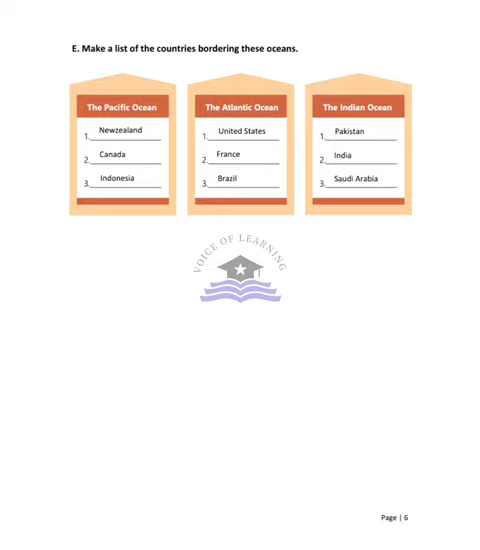 E. Make a list of the countries bordering these oceans.
The Pacific Ocean
1. Newzealand
2. Canada
3. Indonesia
The Atlantic Ocean
1. United States
2. France
3. Brazil
The Indian Ocean
1. Pakistan
2. India
3. Saudi Arabia
VOICE OF LEARNING
Page | 6